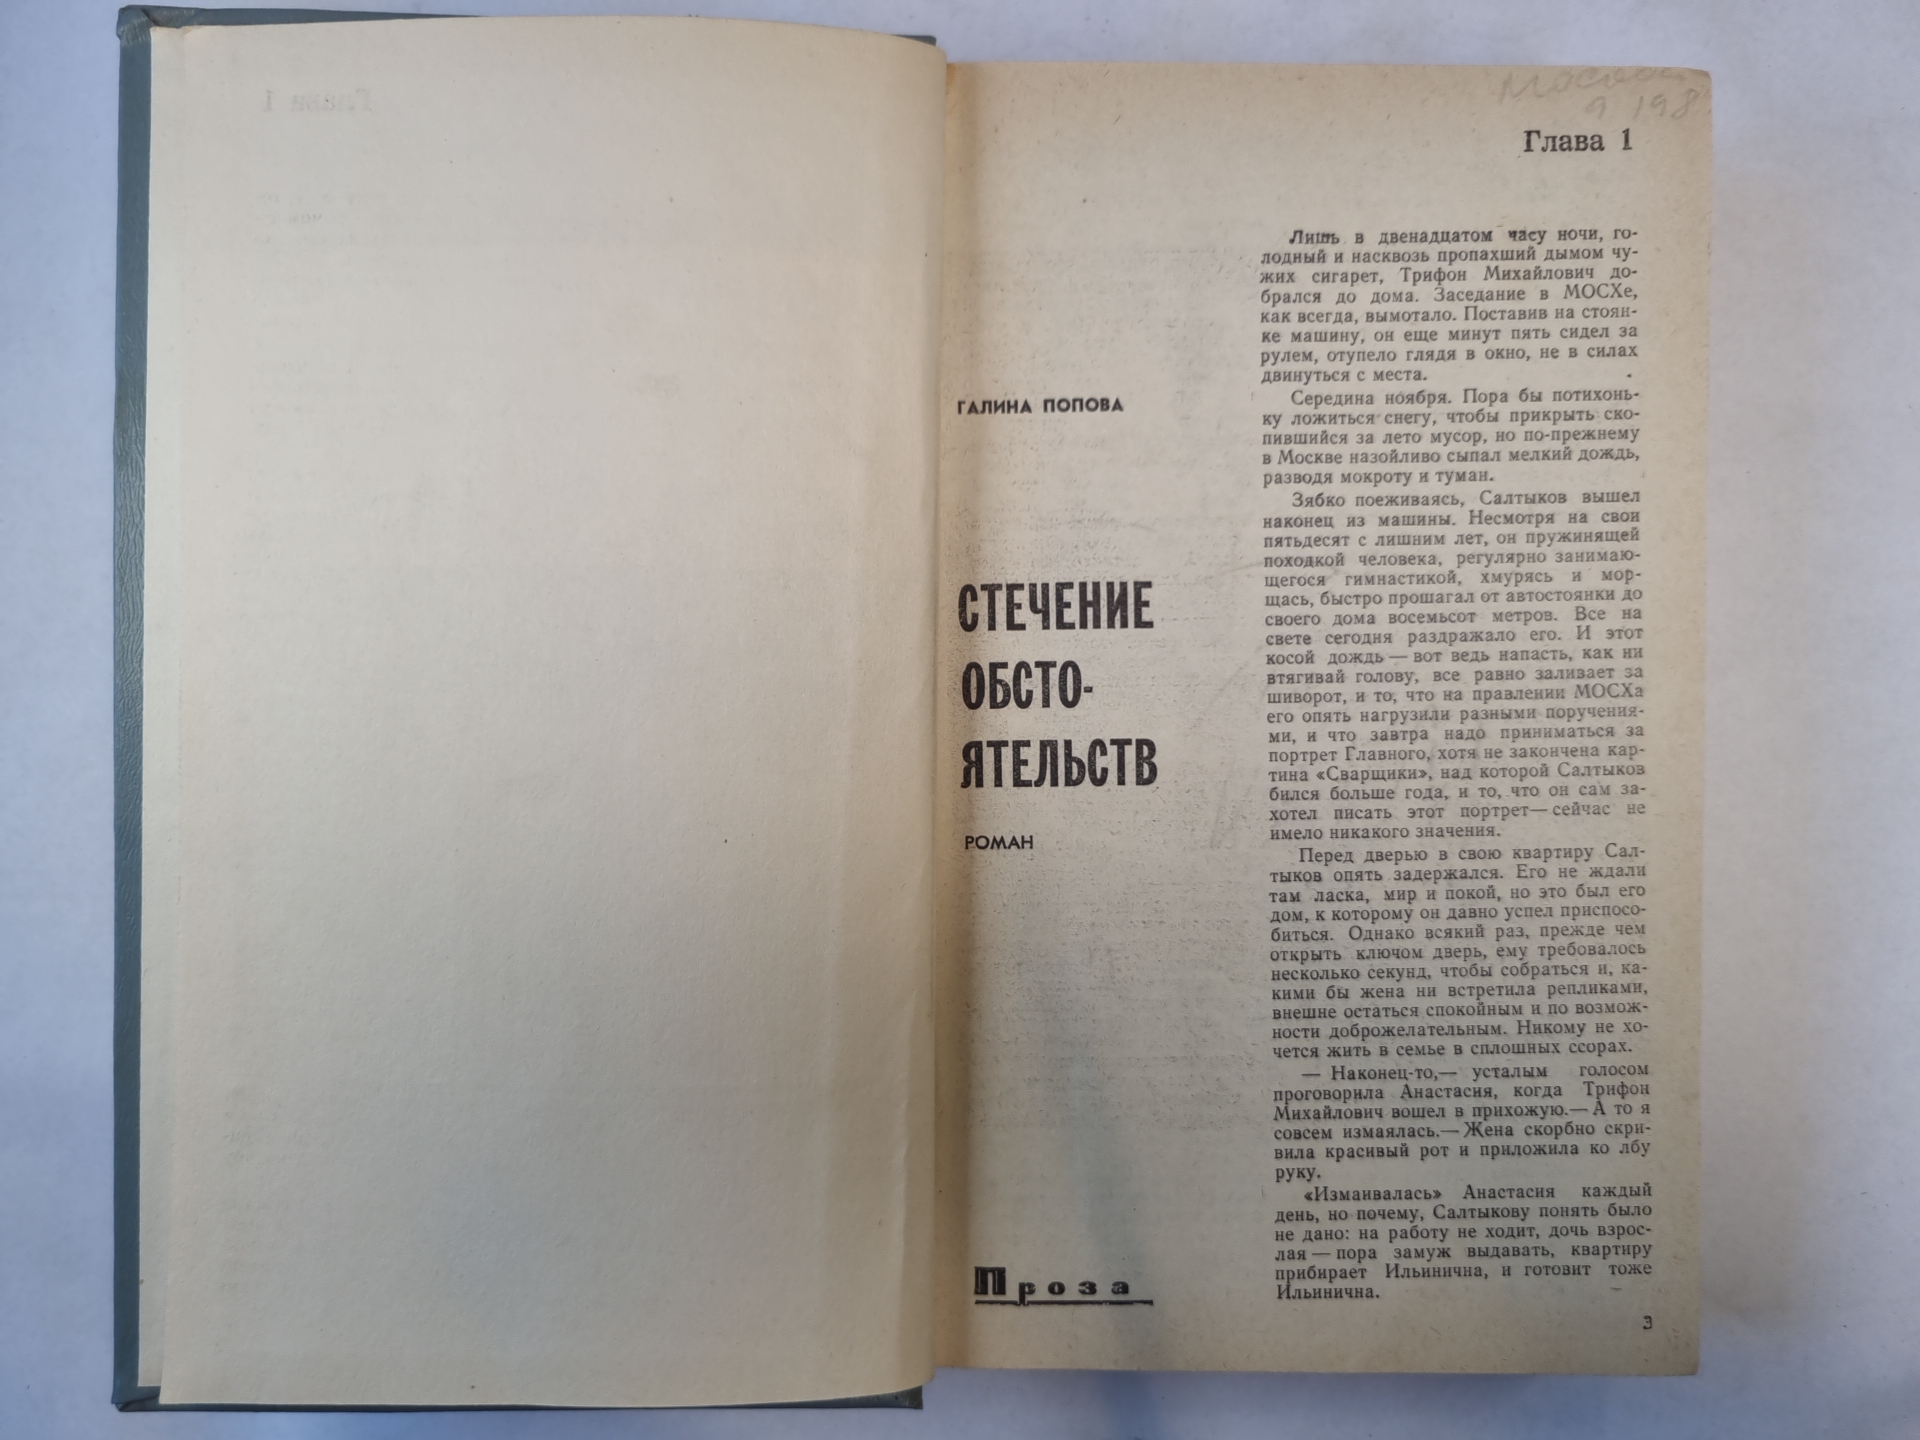 9 198
Глава 1
ГАЛИНА ПОПОВА
СТЕЧЕНИЕ
ОБСТО-
ЯТЕЛЬСТВ
РОМАН
Проза
Лишь в двенадцатом часу ночи, го-
лодный и насквозь пропахший дымом чу-
жих сигарет, Трифон Михайлович до-
брался до дома. Заседание в МОСХе,
как всегда, вымотало. Поставив на стоян-
ке машину, он еще минут пять сидел за
рулем, отупело глядя в окно, не в силах
двинуться с места.
Середина ноября. Пора бы потихонь-
ку ложиться снегу, чтобы прикрыть ско-
пившийся за лето мусор, но по-прежнему
в Москве назойливо сыпал мелкий дождь,
разводя мокроту и туман.
Зябко поеживаясь, Салтыков вышел
наконец из машины. Несмотря на свои
пятьдесят с лишним лет, он пружинящей
походкой человека, регулярно занимаю-
щегося гимнастикой, хмурясь и мор-
щась, быстро прошагал от автостоянки до
своего дома восемьсот метров. Все на
свете сегодня раздражало его. И этот
косой дождь — вот ведь напасть, как ни
втягивай голову, все равно заливает за
шиворот, и то, что на правлении МОСХа
его опять нагрузили разными поручения-
ми, и что завтра надо приниматься за
портрет Главного, хотя не закончена кар-
тина «Сварщики», над которой Салтыков
бился больше года, и то, что он сам за-
хотел писать этот портрет — сейчас не
имело никакого значения.
Перед дверью в свою квартиру Сал-
тыков опять задержался. Его не ждали
там ласка, мир и покой, но это был его
дом, к которому он давно успел приспосо-
биться. Однако всякий раз, прежде чем
открыть ключом дверь, ему требовалось
несколько секунд, чтобы собраться и, ка-
кими бы жена ни встретила репликами,
внешне остаться спокойным и по возмож-
ности доброжелательным. Никому не хо-
чется жить в семье в сплошных ссорах.
— Наконец-то,— усталым голосом
проговорила Анастасия, когда Трифон
Михайлович вошел в прихожую.— А то я
совсем измаялась.— Жена скорбно скри-
вила красивый рот и приложила ко лбу
руку.
«Измаивалась» Анастасия каждый
день, но почему, Салтыкову понять было
не дано: на работу не ходит, дочь взрос-
лая — пора замуж выдавать, квартиру
прибирает Ильинична, и готовит тоже
Ильинична.
3